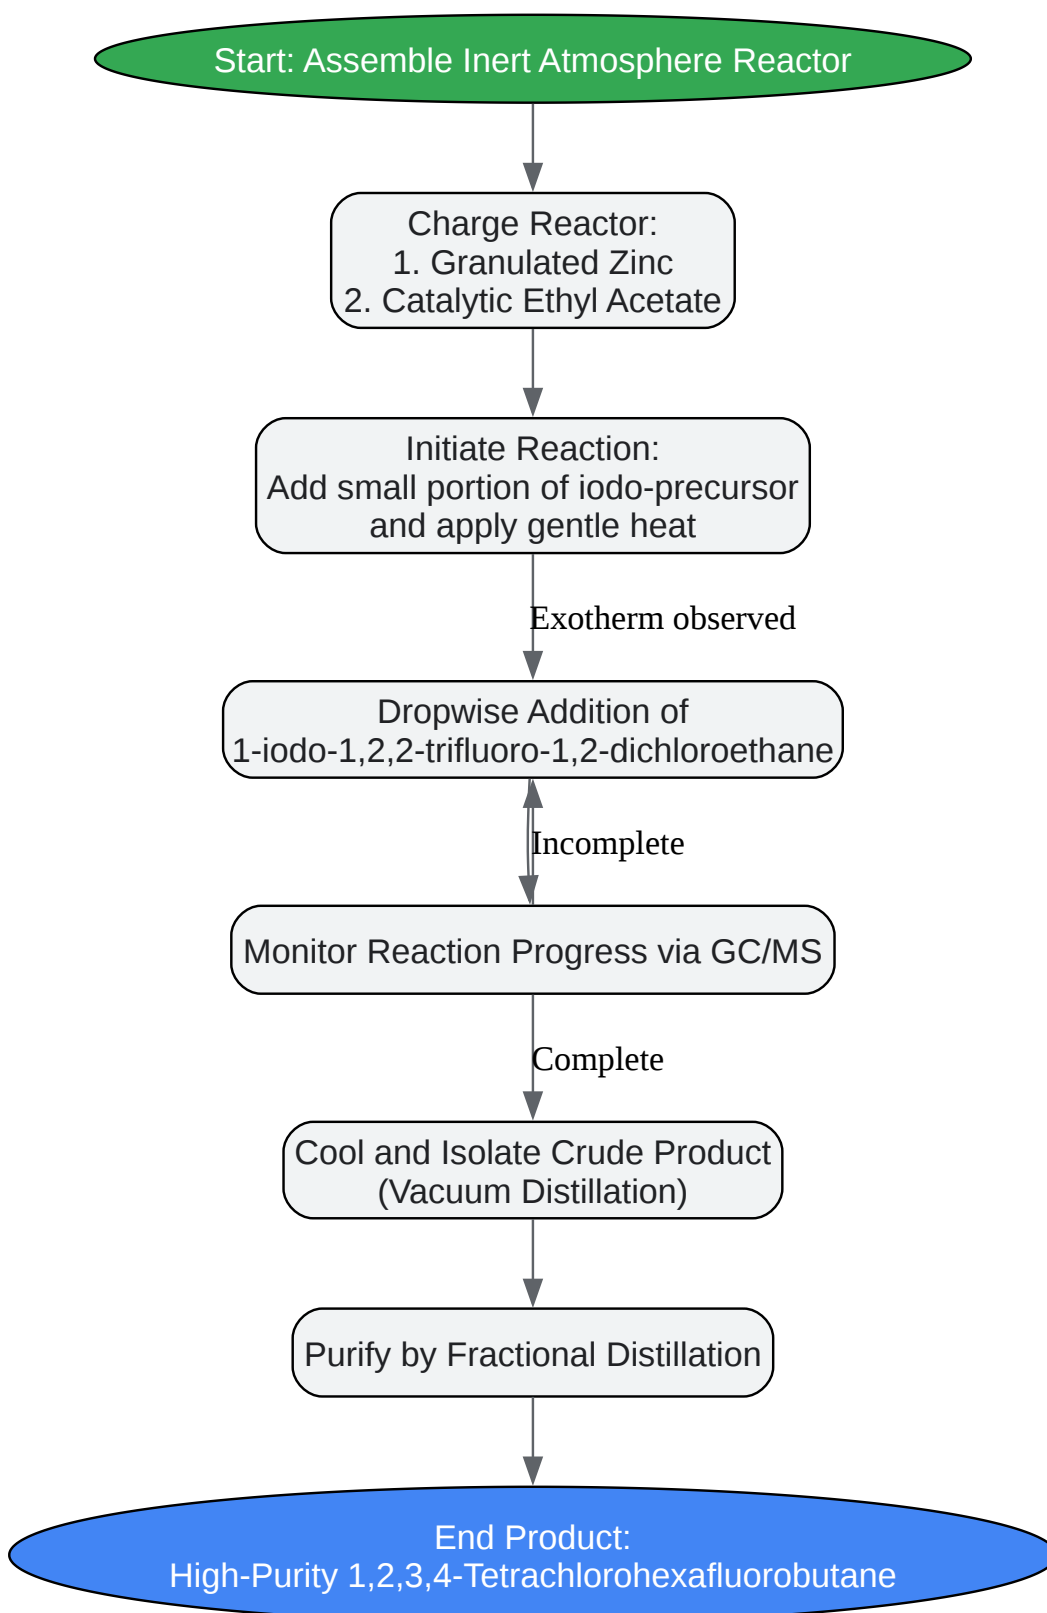 Start: Assemble Inert Atmosphere Reactor
Charge Reactor:
1. Granulated Zinc
2. Catalytic Ethyl Acetate
Initiate Reaction:
Add small portion of iodo-precursor
and apply gentle heat
Exotherm observed
Dropwise Addition of
1-iodo-1,2,2-trifluoro-1,2-dichloroethane
Incomplete
Monitor Reaction Progress via GC/MS
Complete
Cool and Isolate Crude Product
(Vacuum Distillation)
Purify by Fractional Distillation
End Product:
High-Purity 1,2,3,4-Tetrachlorohexafluorobutane